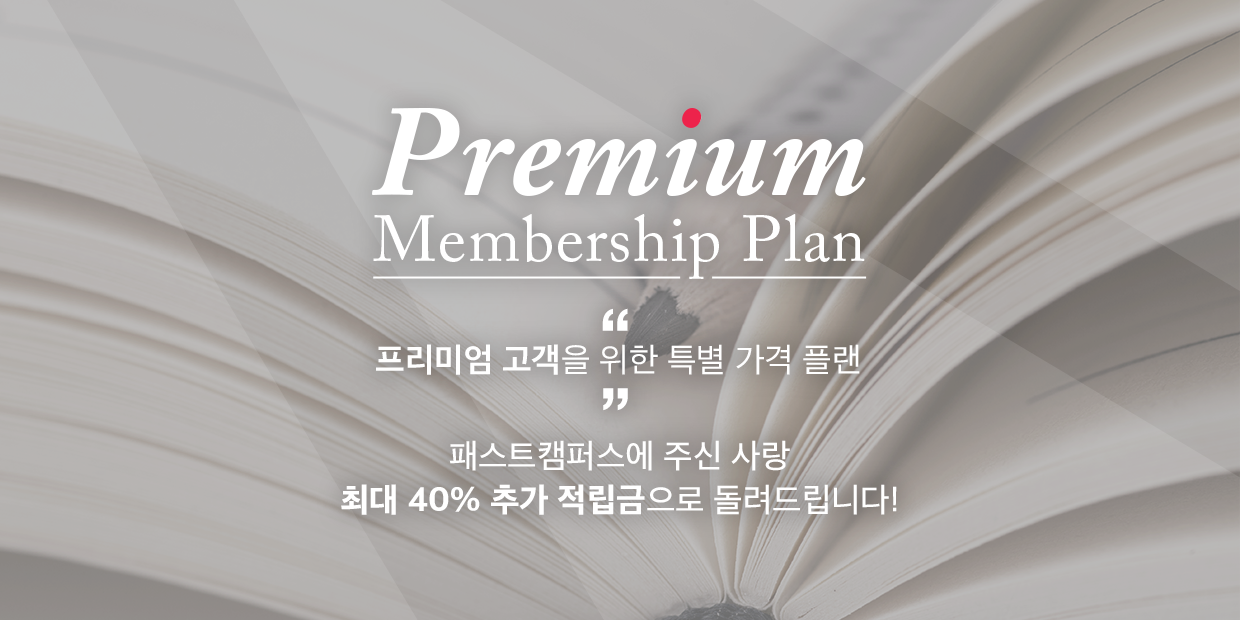 Premium
Membership Plan
“
프리미엄 고객을 위한 특별 가격 플랜
”
패스트캠퍼스에 주신 사랑
최대 40% 추가 적립금으로 돌려드립니다!